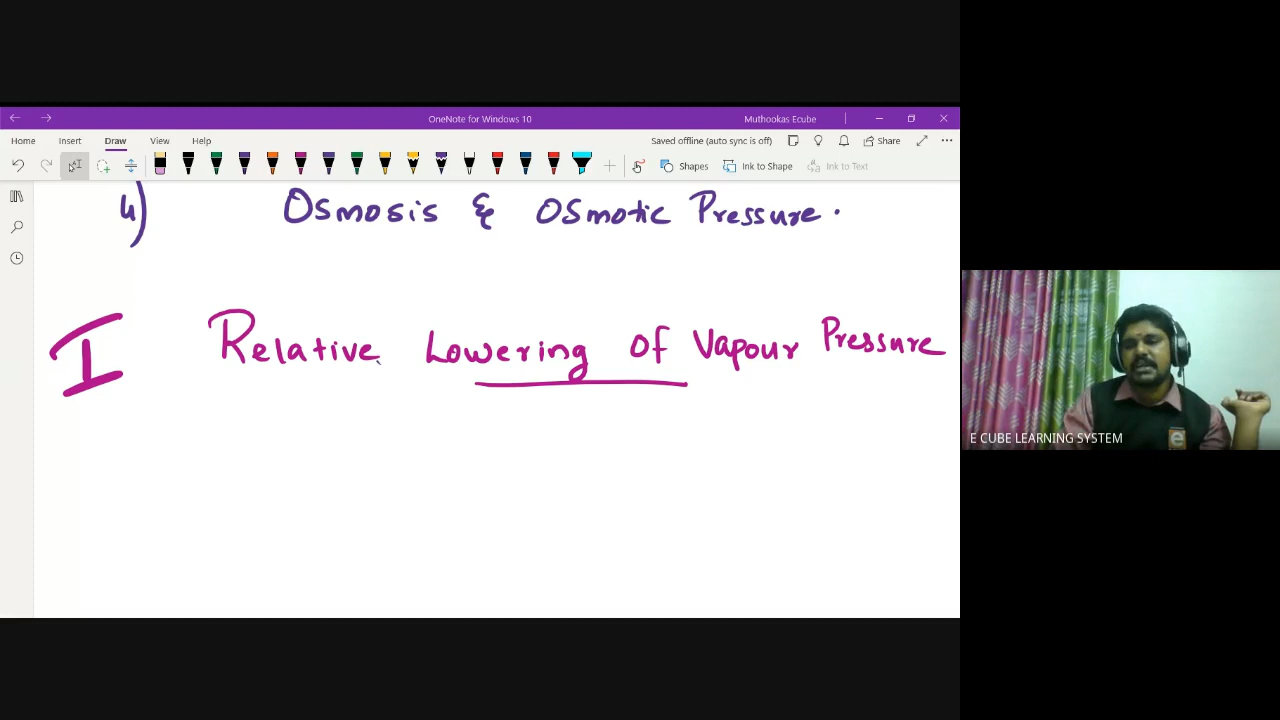 OneNote for Windows 10
Muthookas Ecube
Home Insert Draw View Help
Saved offline (auto sync is off) Share
Shapes Ink to Shape Ink to Text
4) Osmosis & Osmotic Pressure.
I Relative Lowering of Vapour Pressure
e
E CUBE LEARNING SYSTEM